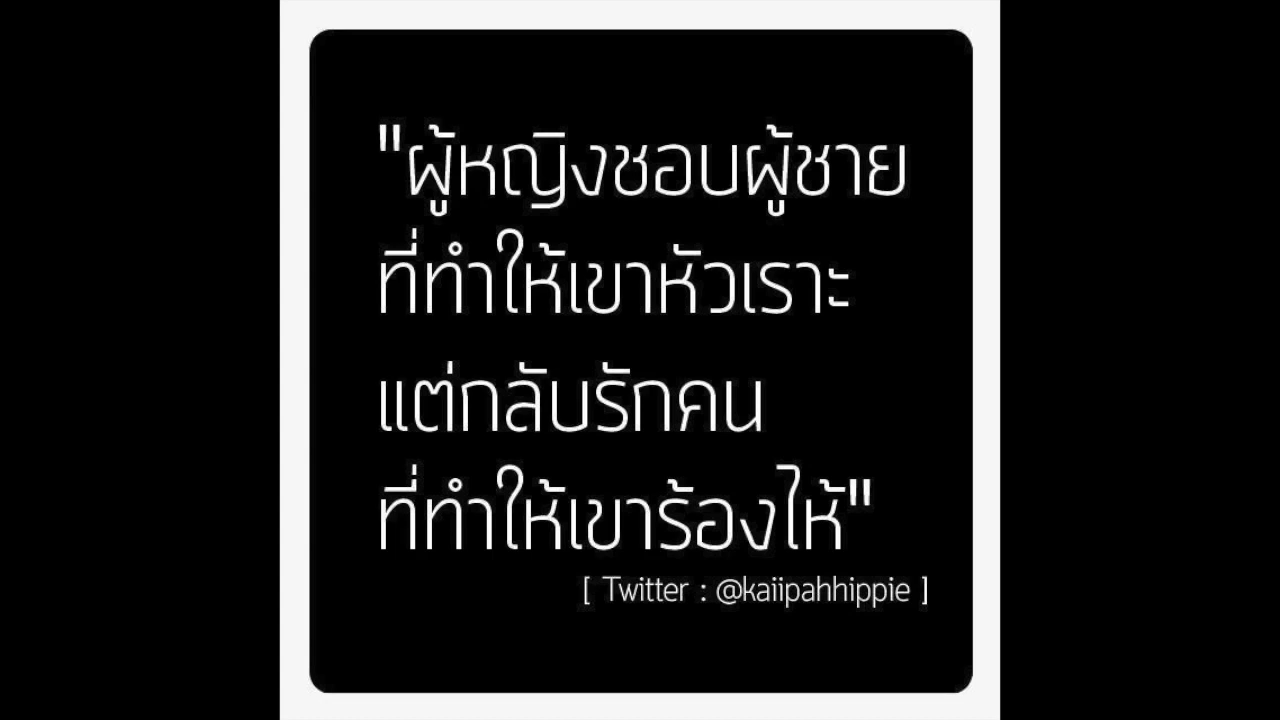 "ผู้หญิงชอบผู้ชาย
ที่ทำให้เขาหัวเราะ
แต่กลับรักคน
ที่ทำให้เขาร้องไห้"
[ Twitter : @kaiipahhippie ]